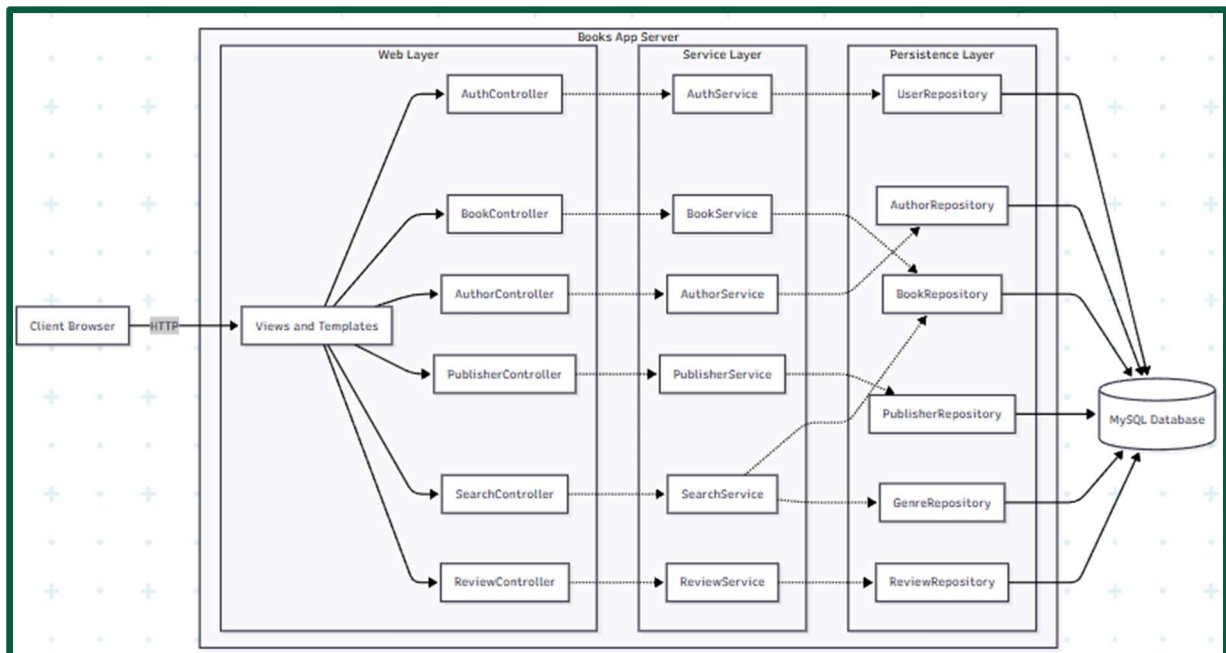 Books App Server
Web Layer
Service Layer
Persistence Layer
AuthController
AuthService
UserRepository
AuthorRepository
BookController
BookService
AuthorController
AuthorService
BookRepository
Client Browser
HTTP
Views and Templates
PublisherController
PublisherService
PublisherRepository
MySQL Database
SearchController
SearchService
GenreRepository
ReviewController
ReviewService
ReviewRepository